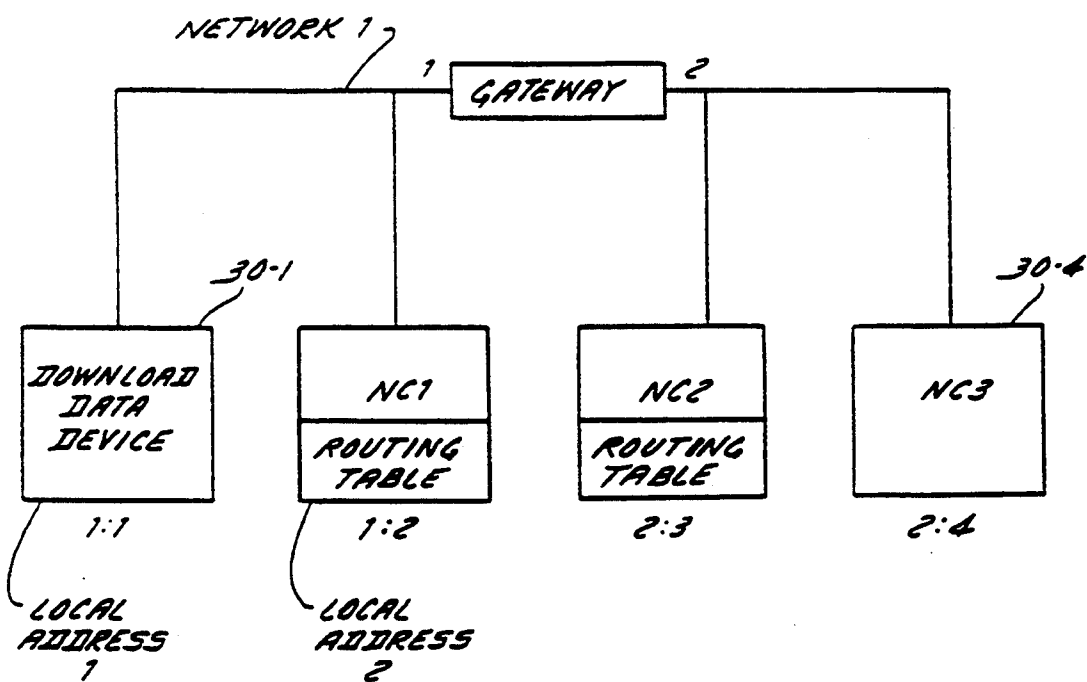 NETWORK 1
1
GATEWAY
2
30-1
30-4
DOWNLOAD
DATA
DEVICE
NC1
ROUTING
TABLE
NC2
ROUTING
TABLE
NC3
1:1
1:2
2:3
2:4
LOCAL
ADDRESS
1
LOCAL
ADDRESS
2